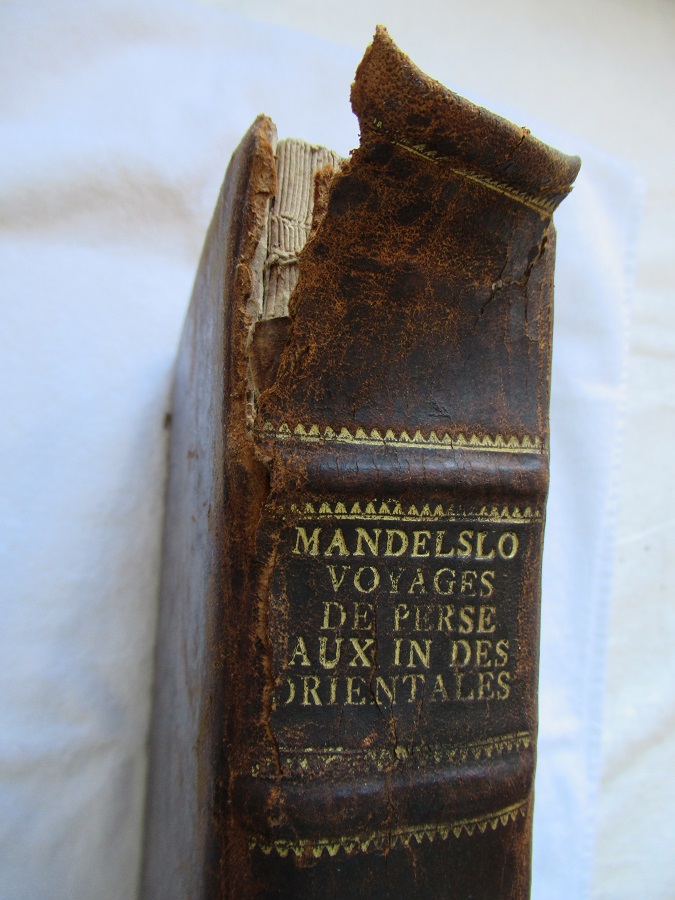 MANDELSLO
VOYAGES
DE PERSE
AUX IN DES
ORIENTALES